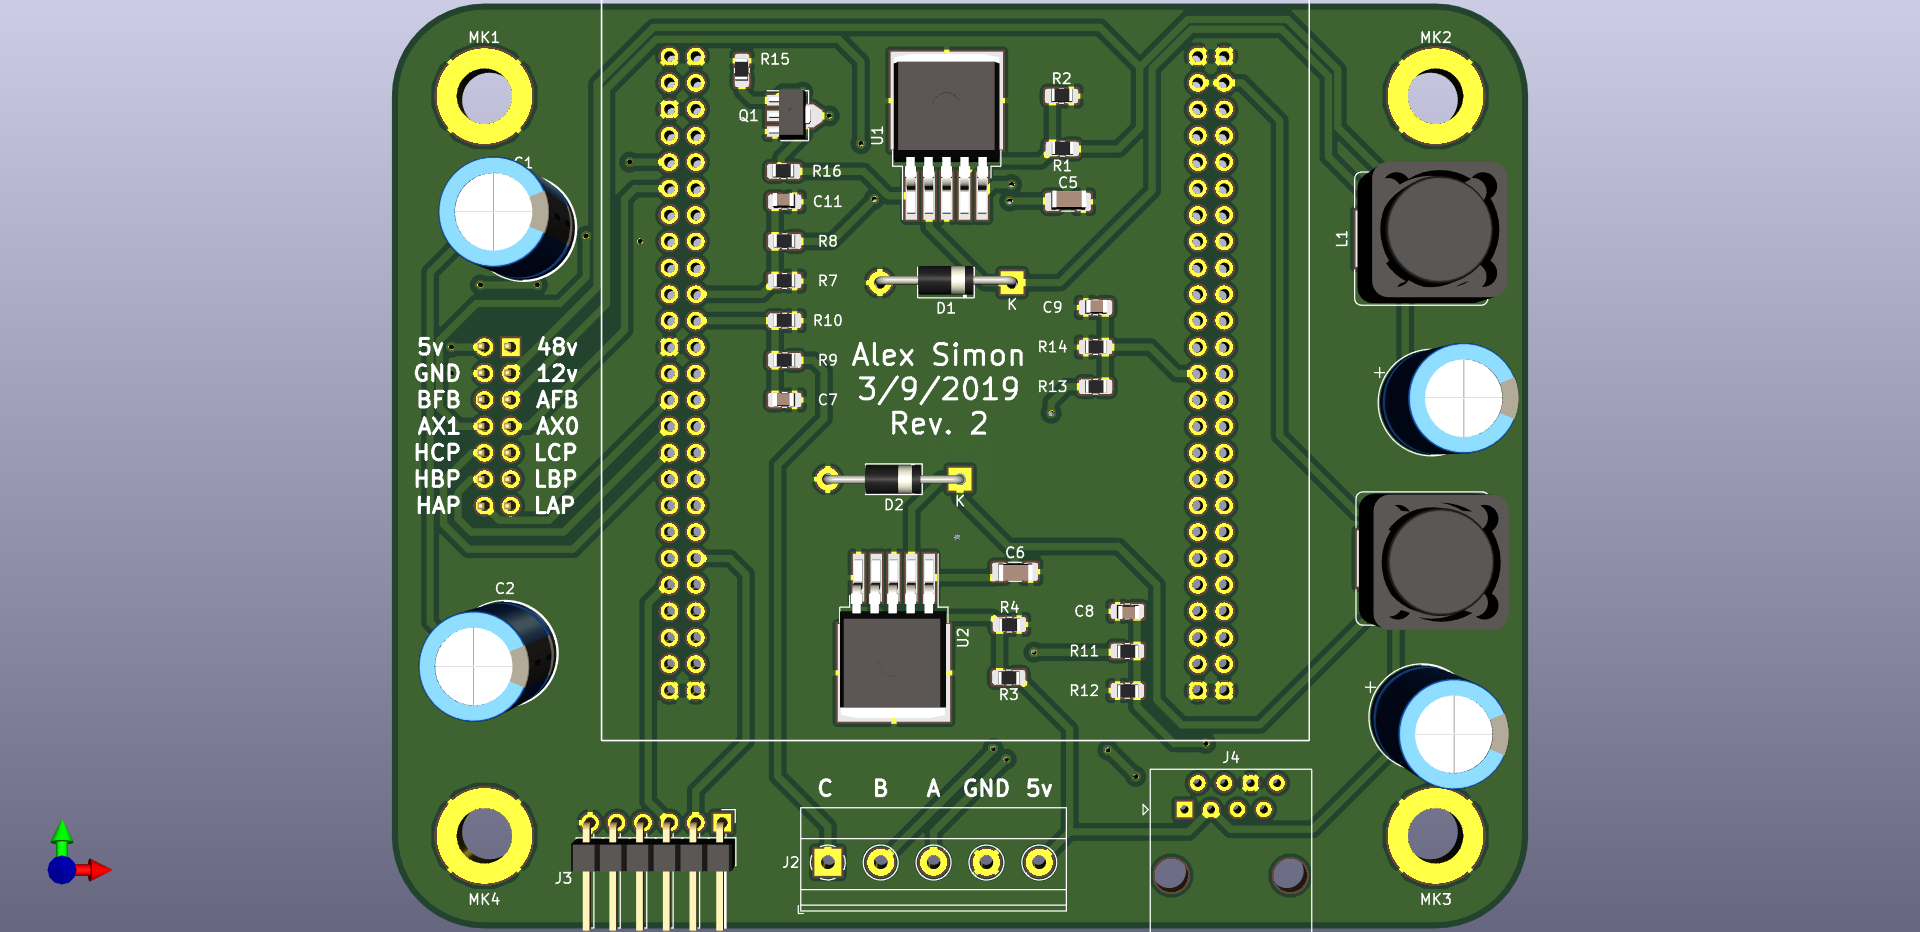 MK1
MK2
R15
R2
Q1
U1
C1
R1
R16
C5
C11
R8
L1
R7
D1
K
C9
R10
5v 48v
GND 12v
BFB AFB
AX1 AX0
HCP LCP
HBP LBP
HAP LAP
R9
C7
Alex Simon
3/9/2019
Rev. 2
R14
R13
+
D2
K
C6
C2
R4
C8
U2
R11
R3
R12
+
J4
C B A GND 5v
J2
J3
MK4
MK3